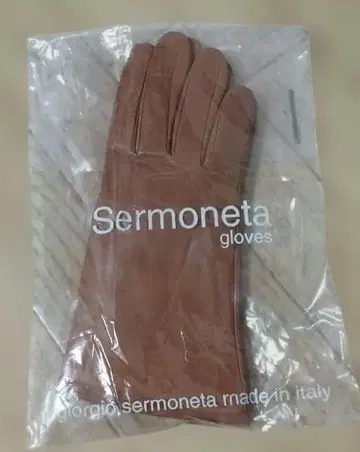 Sermoneta
gloves
giorgio sermoneta made in italy